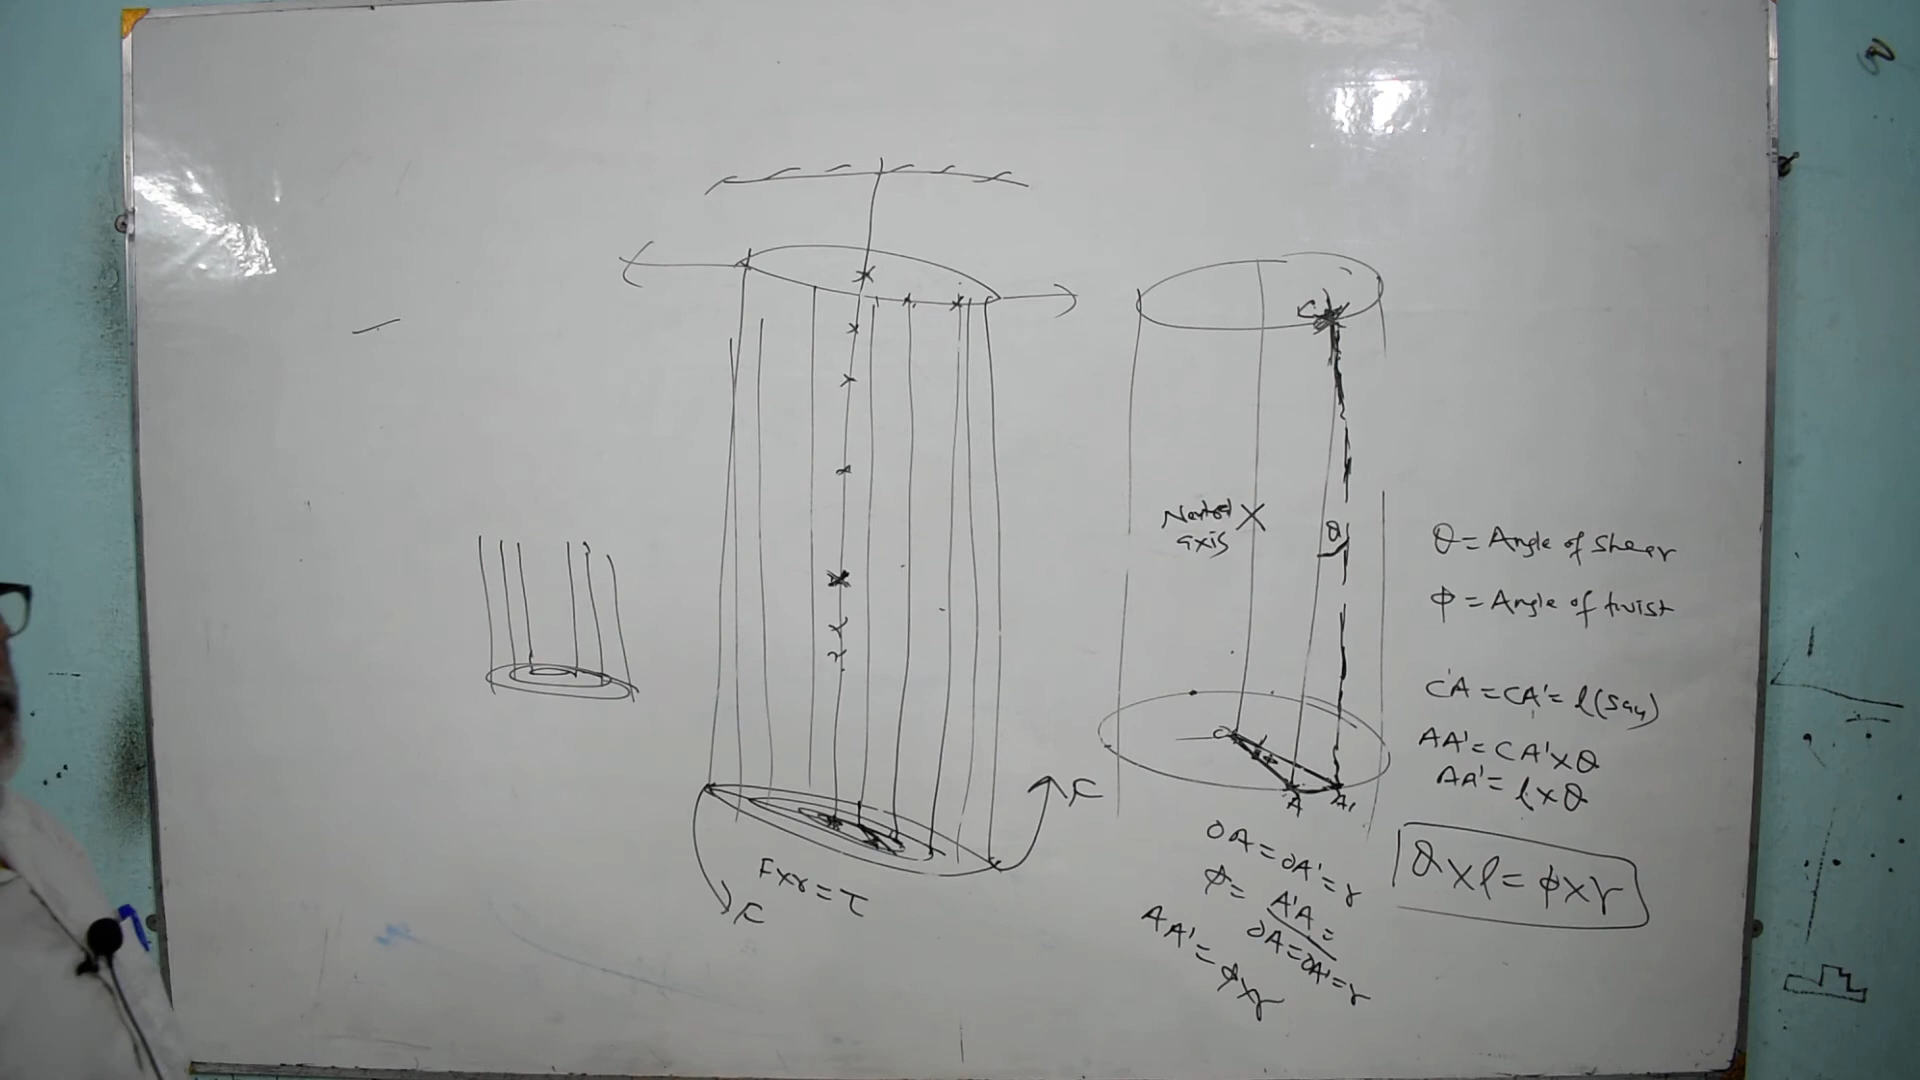 F
F
F×r=τ
C
Neutral
axis
θ
O
φ
A
A₁
θ = Angle of shear
φ = Angle of twist
CA = CA' = l (say)
AA' = CA' × θ
AA' = l × θ
OA = OA' = r
φ = A'A =
OA = OA' = r
AA' = φ×r
θ×l = φ×r